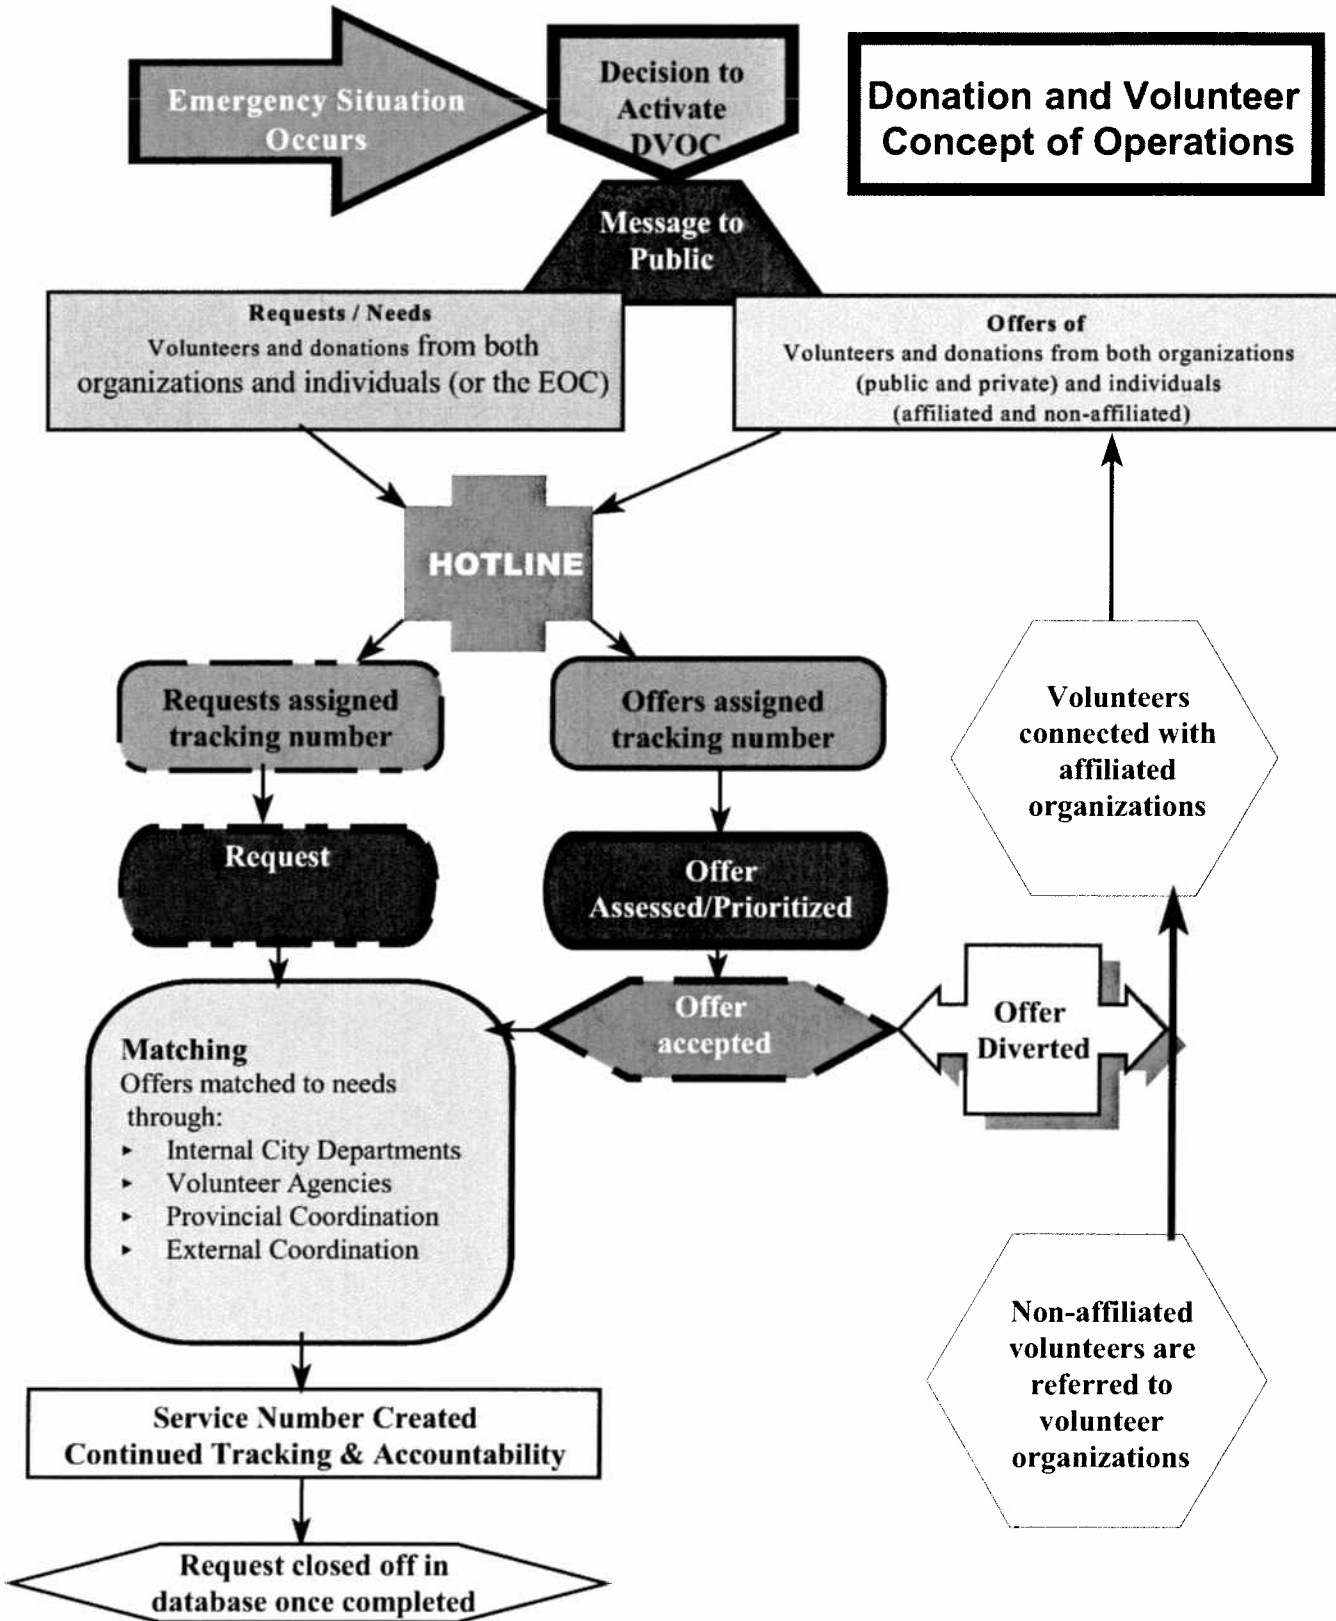 Emergency Situation
Occurs
Decision to
Activate
DVOC
Donation and Volunteer
Concept of Operations
Message to
Public
Requests / Needs
Volunteers and donations from both
organizations and individuals (or the EOC)
Offers of
Volunteers and donations from both organizations
(public and private) and individuals
(affiliated and non-affiliated)
HOTLINE
Requests assigned
tracking number
Offers assigned
tracking number
Volunteers
connected with
affiliated
organizations
Request
Offer
Assessed/Prioritized
Offer
accepted
Offer
Diverted
Matching
Offers matched to needs
through:
▸ Internal City Departments
▸ Volunteer Agencies
▸ Provincial Coordination
▸ External Coordination
Non-affiliated
volunteers are
referred to
volunteer
organizations
Service Number Created
Continued Tracking & Accountability
Request closed off in
database once completed